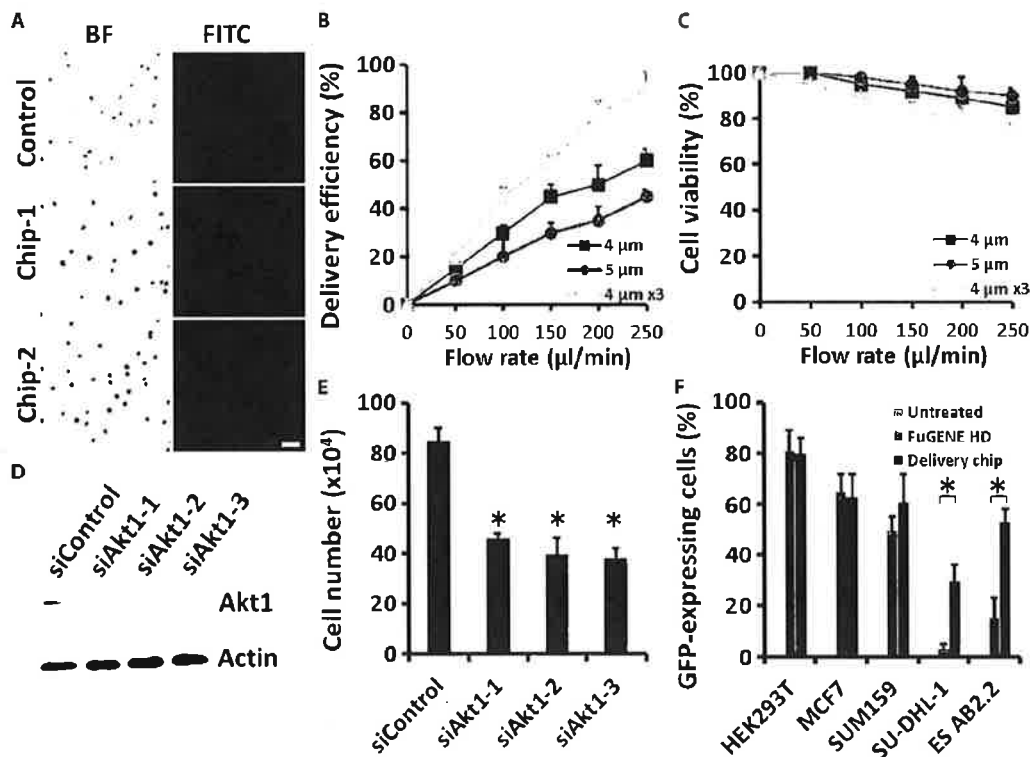 A
BF
FITC
Control
Chip-1
Chip-2
B
Delivery efficiency (%)
100
80
60
40
20
0
4 µm
5 µm
4 µm x3
0 50 100 150 200 250
Flow rate (µl/min)
C
Cell viability (%)
100
80
60
40
20
0
4 µm
5 µm
4 µm x3
0 50 100 150 200 250
Flow rate (µl/min)
D
siControl
siAkt1-1
siAkt1-2
siAkt1-3
Akt1
Actin
E
Cell number (x10⁴)
100
80
60
40
20
0
* * *
siControl
siAkt1-1
siAkt1-2
siAkt1-3
F
GFP-expressing cells (%)
100
80
60
40
20
0
Untreated
FuGENE HD
Delivery chip
* *
HEK293T
MCF7
SUM159
SU-DHL-1
ES AB2.2